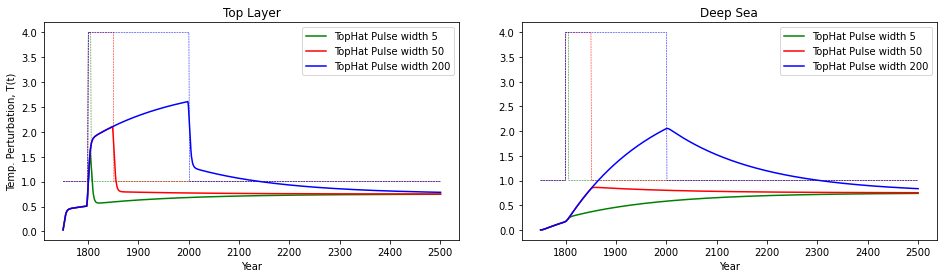 Top Layer
Temp. Perturbation, T(t)
4.0
3.5
3.0
2.5
2.0
1.5
1.0
0.5
0.0
TopHat Pulse width 5
TopHat Pulse width 50
TopHat Pulse width 200
1800 1900 2000 2100 2200 2300 2400 2500
Year
Deep Sea
4.0
3.5
3.0
2.5
2.0
1.5
1.0
0.5
0.0
TopHat Pulse width 5
TopHat Pulse width 50
TopHat Pulse width 200
1800 1900 2000 2100 2200 2300 2400 2500
Year